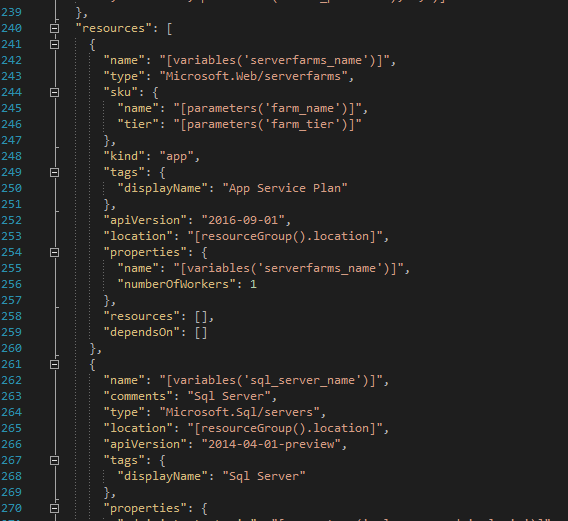 239 },
240 "resources": [
241 {
242 "name": "[variables('serverfarms_name')]",
243 "type": "Microsoft.Web/serverfarms",
244 "sku": {
245 "name": "[parameters('farm_name')]",
246 "tier": "[parameters('farm_tier')]"
247 },
248 "kind": "app",
249 "tags": {
250 "displayName": "App Service Plan"
251 },
252 "apiVersion": "2016-09-01",
253 "location": "[resourceGroup().location]",
254 "properties": {
255 "name": "[variables('serverfarms_name')]",
256 "numberOfWorkers": 1
257 },
258 "resources": [],
259 "dependsOn": []
260 },
261 {
262 "name": "[variables('sql_server_name')]",
263 "comments": "Sql Server",
264 "type": "Microsoft.Sql/servers",
265 "location": "[resourceGroup().location]",
266 "apiVersion": "2014-04-01-preview",
267 "tags": {
268 "displayName": "Sql Server"
269 },
270 "properties": {